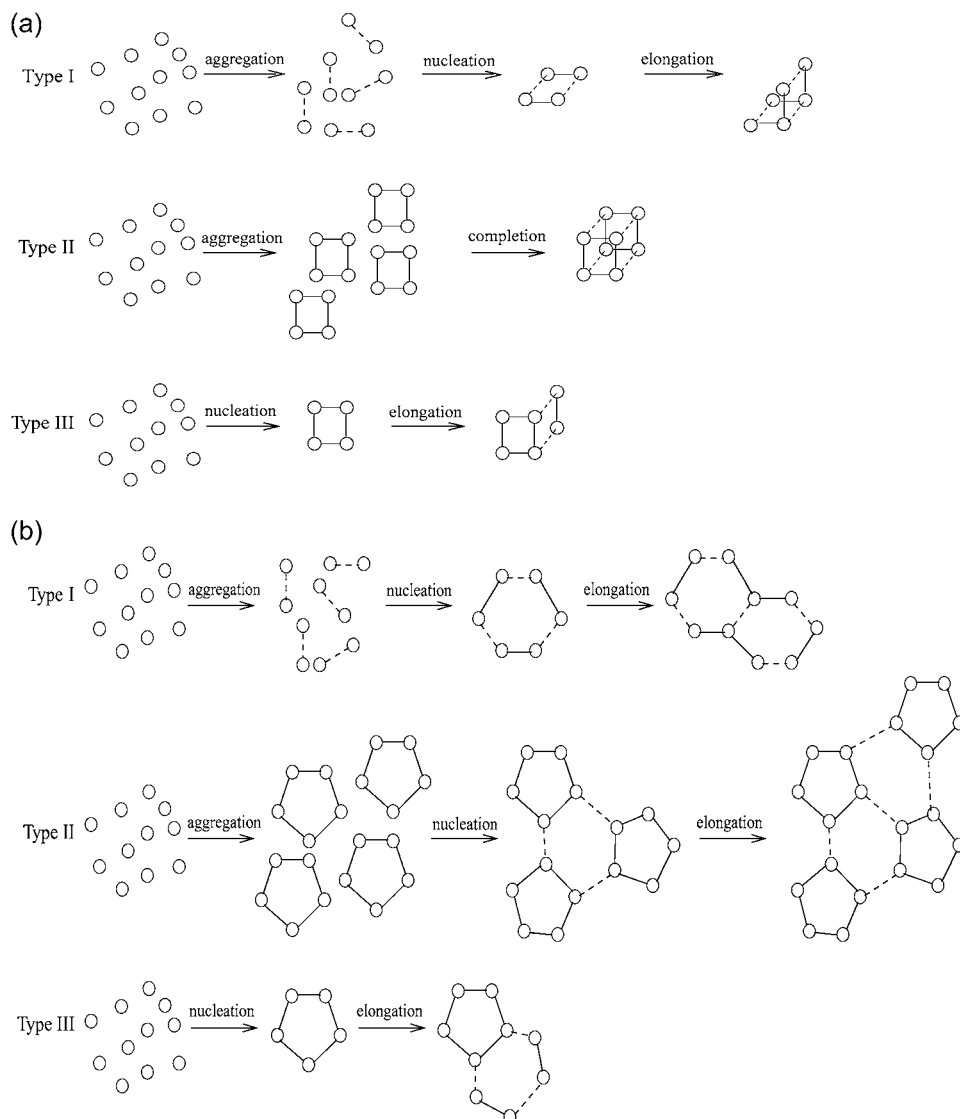 (a)
Type I aggregation nucleation elongation
Type II aggregation completion
Type III nucleation elongation
(b)
Type I aggregation nucleation elongation
Type II aggregation nucleation elongation
Type III nucleation elongation